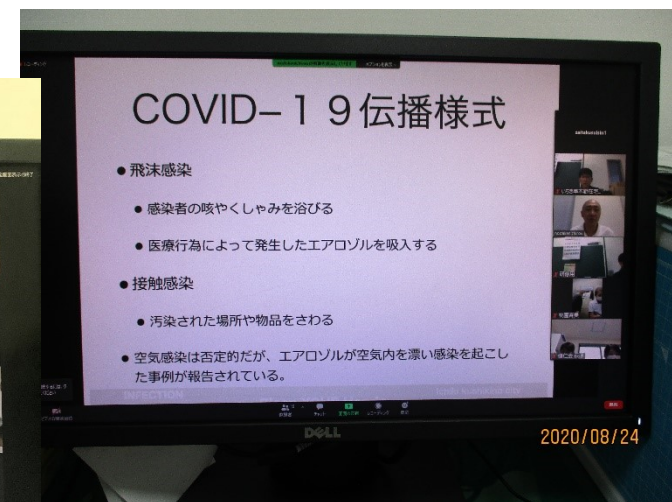 COVID-19伝播様式
●飛沫感染
●感染者の咳やくしゃみを浴びる
●医療行為によって発生したエアロゾルを吸入する
●接触感染
●汚染された場所や物品をさわる
●空気感染は否定的だが、エアロゾルが空気内を漂い感染を起こし
た事例が報告されている。
INFECTION
DELL
2020/08/24